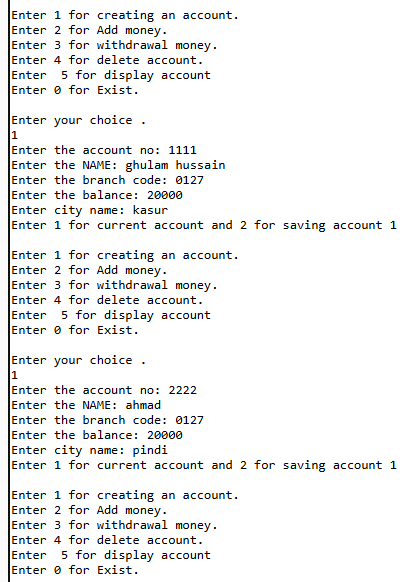 Enter 1 for creating an account.
Enter 2 for Add money.
Enter 3 for withdrawal money.
Enter 4 for delete account.
Enter  5 for display account
Enter 0 for Exist.

Enter your choice .
1
Enter the account no: 1111
Enter the NAME: ghulam hussain
Enter the branch code: 0127
Enter the balance: 20000
Enter city name: kasur
Enter 1 for current account and 2 for saving account 1

Enter 1 for creating an account.
Enter 2 for Add money.
Enter 3 for withdrawal money.
Enter 4 for delete account.
Enter  5 for display account
Enter 0 for Exist.

Enter your choice .
1
Enter the account no: 2222
Enter the NAME: ahmad
Enter the branch code: 0127
Enter the balance: 20000
Enter city name: pindi
Enter 1 for current account and 2 for saving account 1

Enter 1 for creating an account.
Enter 2 for Add money.
Enter 3 for withdrawal money.
Enter 4 for delete account.
Enter  5 for display account
Enter 0 for Exist.